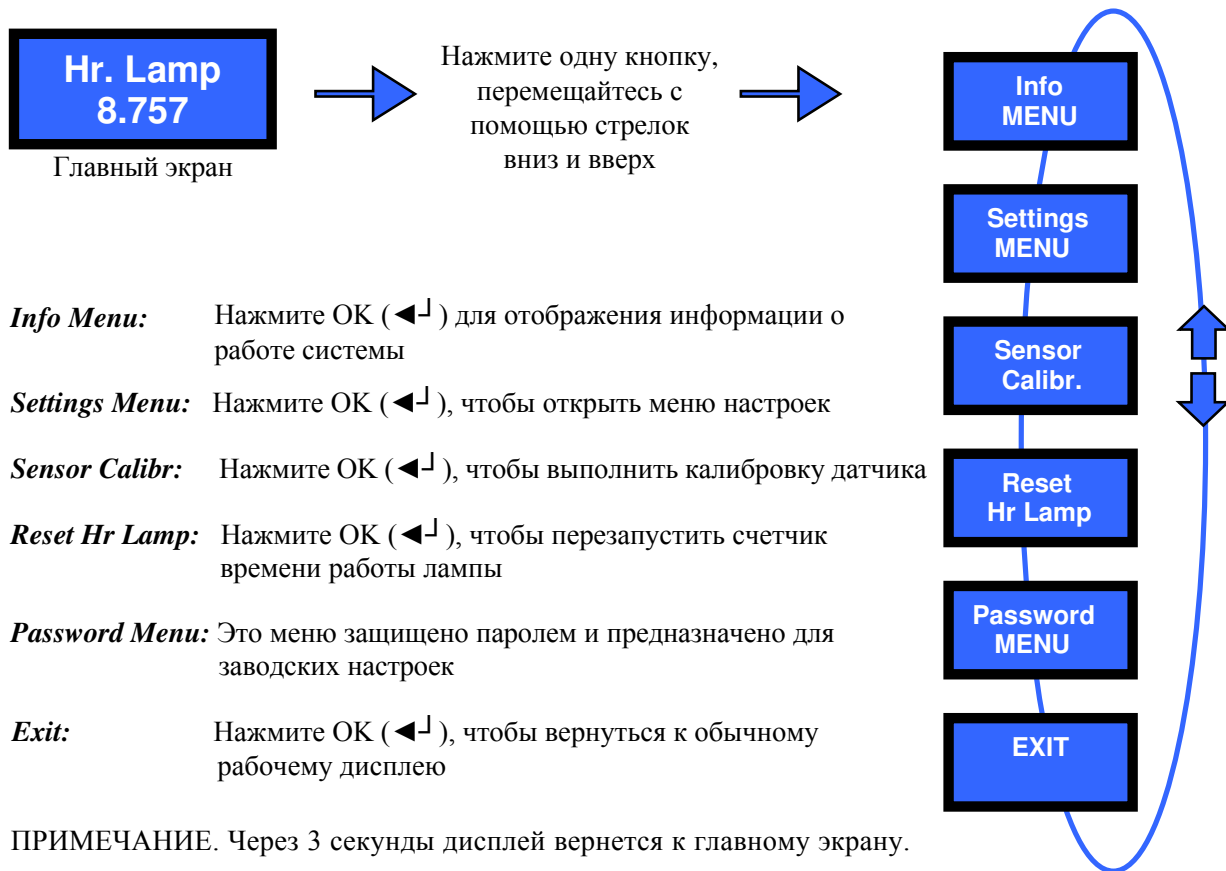 Hr. Lamp
8.757
Главный экран
Нажмите одну кнопку,
перемещайтесь с
помощью стрелок
вниз и вверх
Info
MENU
Settings
MENU
Sensor
Calibr.
Reset
Hr Lamp
Password
MENU
EXIT
Info Menu: Нажмите OK (◄┘) для отображения информации о
работе системы
Settings Menu: Нажмите OK (◄┘), чтобы открыть меню настроек
Sensor Calibr: Нажмите OK (◄┘), чтобы выполнить калибровку датчика
Reset Hr Lamp: Нажмите OK (◄┘), чтобы перезапустить счетчик
времени работы лампы
Password Menu: Это меню защищено паролем и предназначено для
заводских настроек
Exit: Нажмите OK (◄┘), чтобы вернуться к обычному
рабочему дисплею
ПРИМЕЧАНИЕ. Через 3 секунды дисплей вернется к главному экрану.